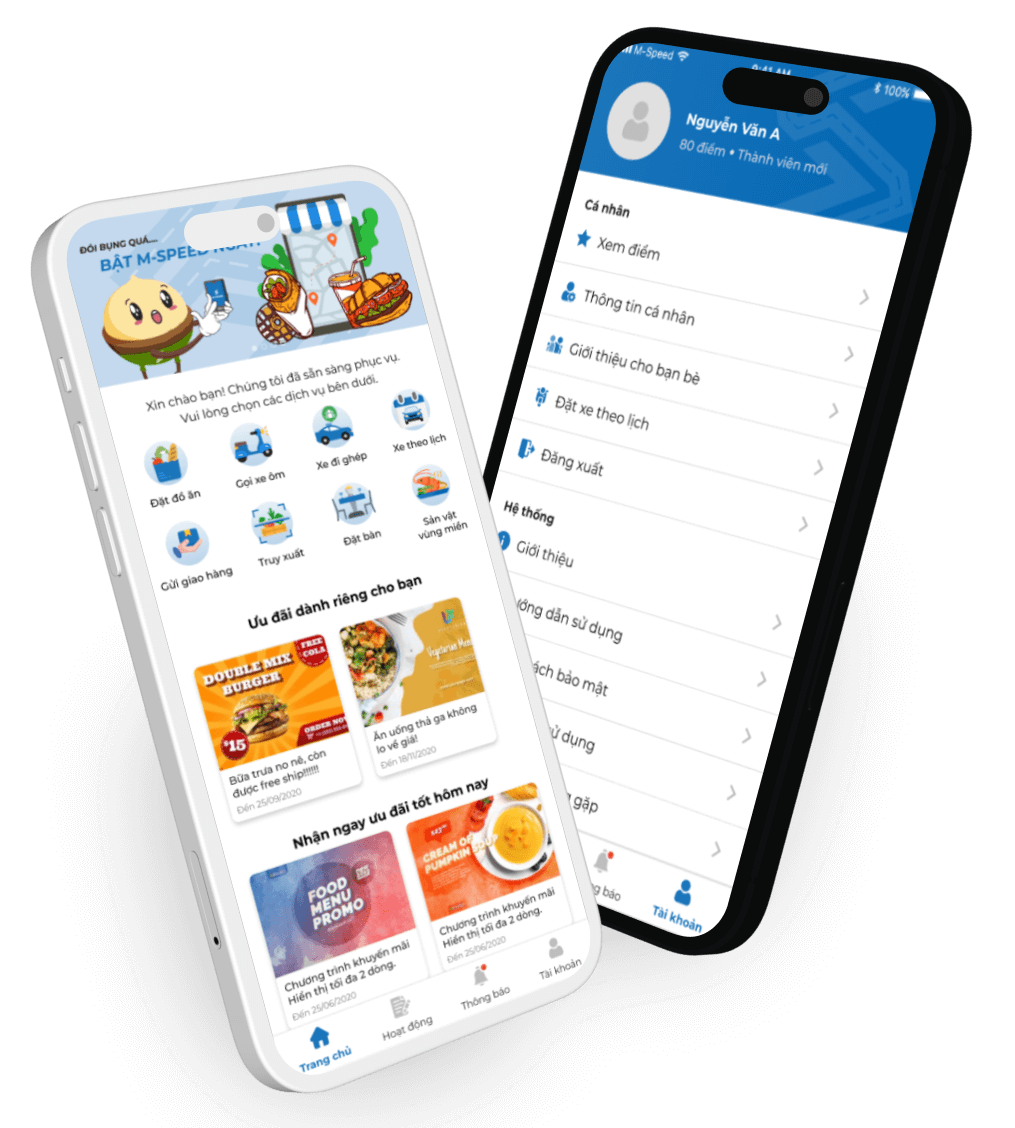 ĐÓI BỤNG QUÁ....
BẬT M-SPEED NGAY!
Xin chào bạn! Chúng tôi đã sẵn sàng phục vụ.
Vui lòng chọn các dịch vụ bên dưới.
Đặt đồ ăn
Gọi xe ôm
Xe đi ghép
Xe theo lịch
Gửi giao hàng
Truy xuất
Đặt bàn
Sản vật
vùng miền
Ưu đãi dành riêng cho bạn
DOUBLE MIX
BURGER
FREE
COLA
$15
ORDER NOW
Vegetarian Menu
Bữa trưa no nê, còn
được free ship!!!!!!
Đến 25/09/2020
Ăn uống thả ga không
lo về giá!
Đến 18/11/2020
Nhận ngay ưu đãi tốt hôm nay
FOOD
MENU
PROMO
CREAM OF
PUMPKIN SOUP
Chương trình khuyến mãi
Hiển thị tối đa 2 dòng.
Đến 25/06/2020
Chương trình khuyến mãi
Hiển thị tối đa 2 dòng.
Đến 25/06/2020
Trang chủ
Hoạt động
Thông báo
Tài khoản
M-Speed
9:41 AM
100%
Nguyễn Văn A
80 điểm • Thành viên mới
Cá nhân
Xem điểm
Thông tin cá nhân
Giới thiệu cho bạn bè
Đặt xe theo lịch
Đăng xuất
Hệ thống
Giới thiệu
ướng dẫn sử dụng
ách bảo mật
sử dụng
gặp
g báo
Tài khoản